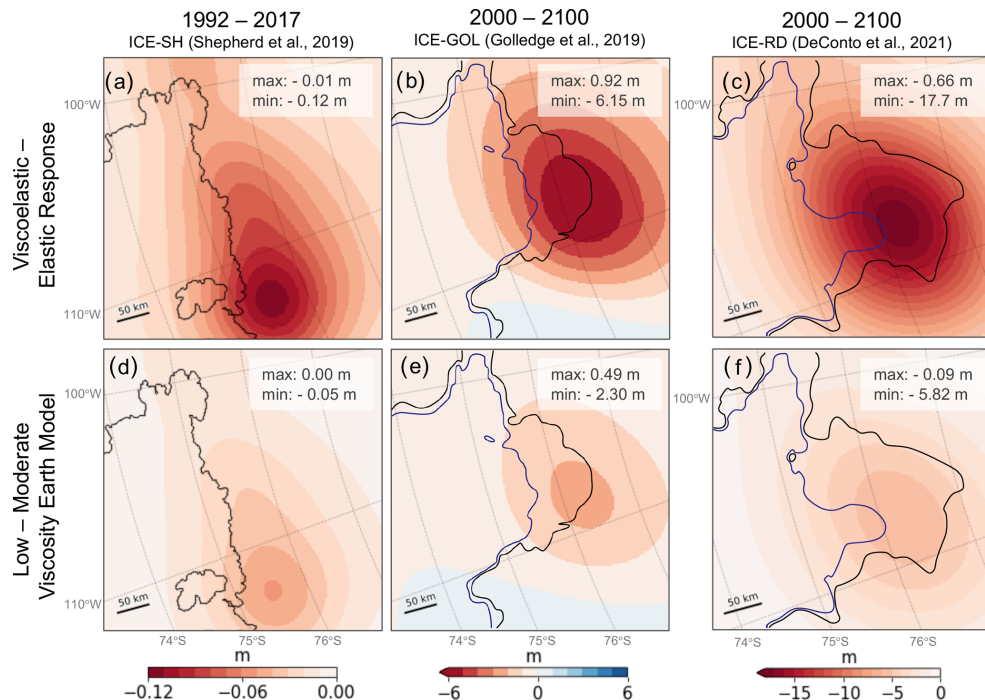 1992 – 2017
ICE-SH (Shepherd et al., 2019)
2000 – 2100
ICE-GOL (Golledge et al., 2019)
2000 – 2100
ICE-RD (DeConto et al., 2021)
Viscoelastic –
Elastic Response
(a)
max: - 0.01 m
min: - 0.12 m
100°W
110°W
50 km
(b)
max: 0.92 m
min: - 6.15 m
50 km
(c)
max: - 0.66 m
min: - 17.7 m
100°W
50 km
Low – Moderate
Viscosity Earth Model
(d)
max: 0.00 m
min: - 0.05 m
100°W
110°W
50 km
(e)
max: 0.49 m
min: - 2.30 m
50 km
(f)
max: - 0.09 m
min: - 5.82 m
100°W
50 km
74°S 75°S 76°S
74°S 75°S 76°S
74°S 75°S 76°S
m
−0.12 −0.06 0.00
m
−6 −2 0 2 6
m
−15 −10 −5 0